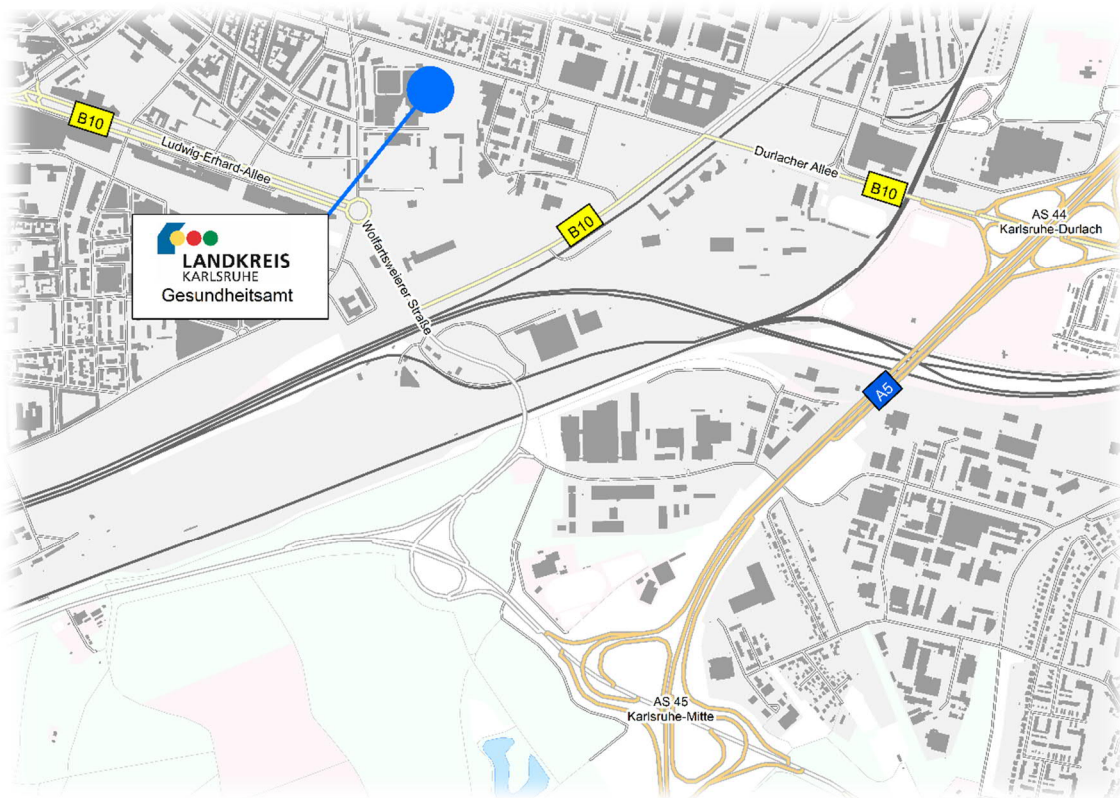 B10
Ludwig-Erhard-Allee
Durlacher Allee
B10
B10
AS 44
Karlsruhe-Durlach
LANDKREIS
KARLSRUHE
Gesundheitsamt
Wolfartsweierer Straße
A5
AS 45
Karlsruhe-Mitte